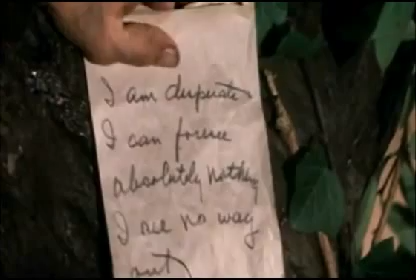 I am desperate
I can foresee
absolutely nothing
I see no way
out